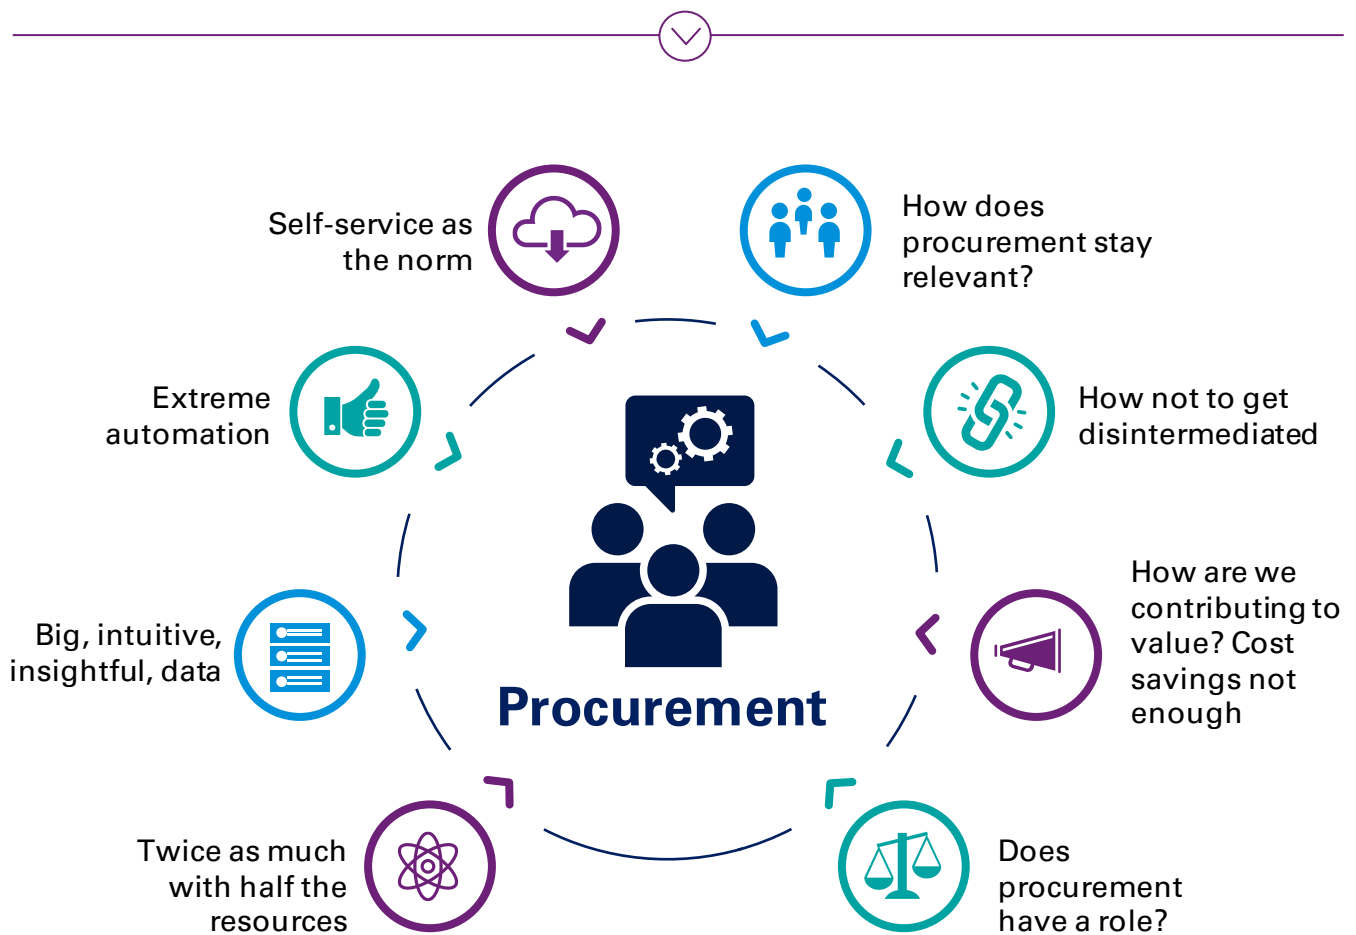 Self-service as
the norm
How does
procurement stay
relevant?
Extreme
automation
How not to get
disintermediated
Big, intuitive,
insightful, data
How are we
contributing to
value? Cost
savings not
enough
Procurement
Twice as much
with half the
resources
Does
procurement
have a role?